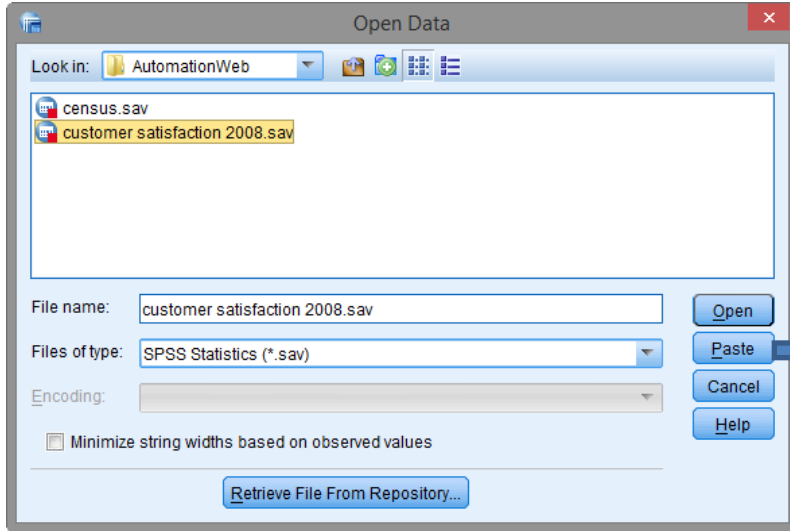 Open Data
Look in: AutomationWeb
census.sav
customer satisfaction 2008.sav
File name: customer satisfaction 2008.sav
Open
Files of type: SPSS Statistics (*.sav)
Paste
Encoding:
Cancel
Help
Minimize string widths based on observed values
Retrieve File From Repository...